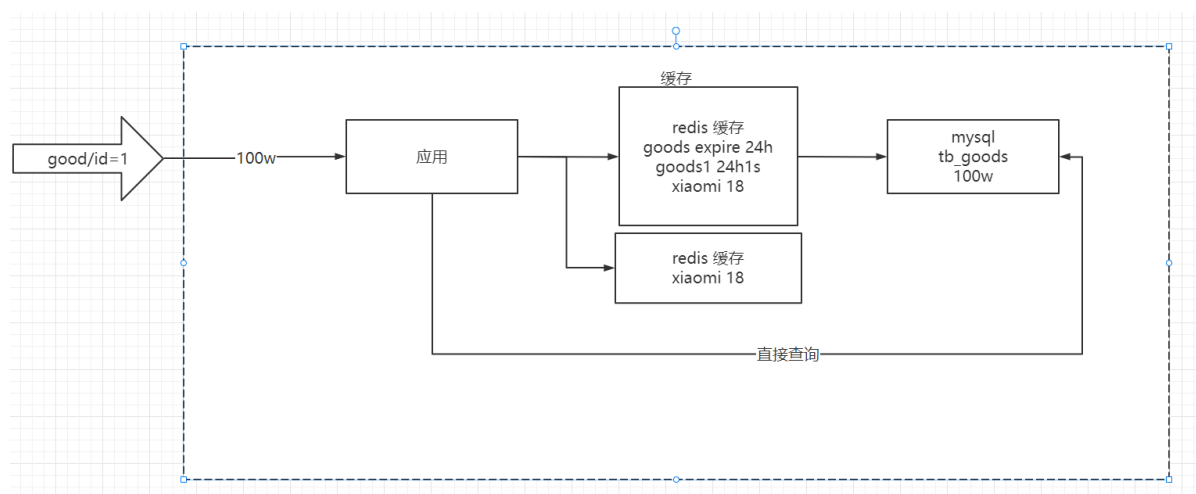 缓存
redis 缓存
goods expire 24h
goods1 24h1s
xiaomi 18
good/id=1
100w
应用
mysql
tb_goods
100w
redis 缓存
xiaomi 18
直接查询